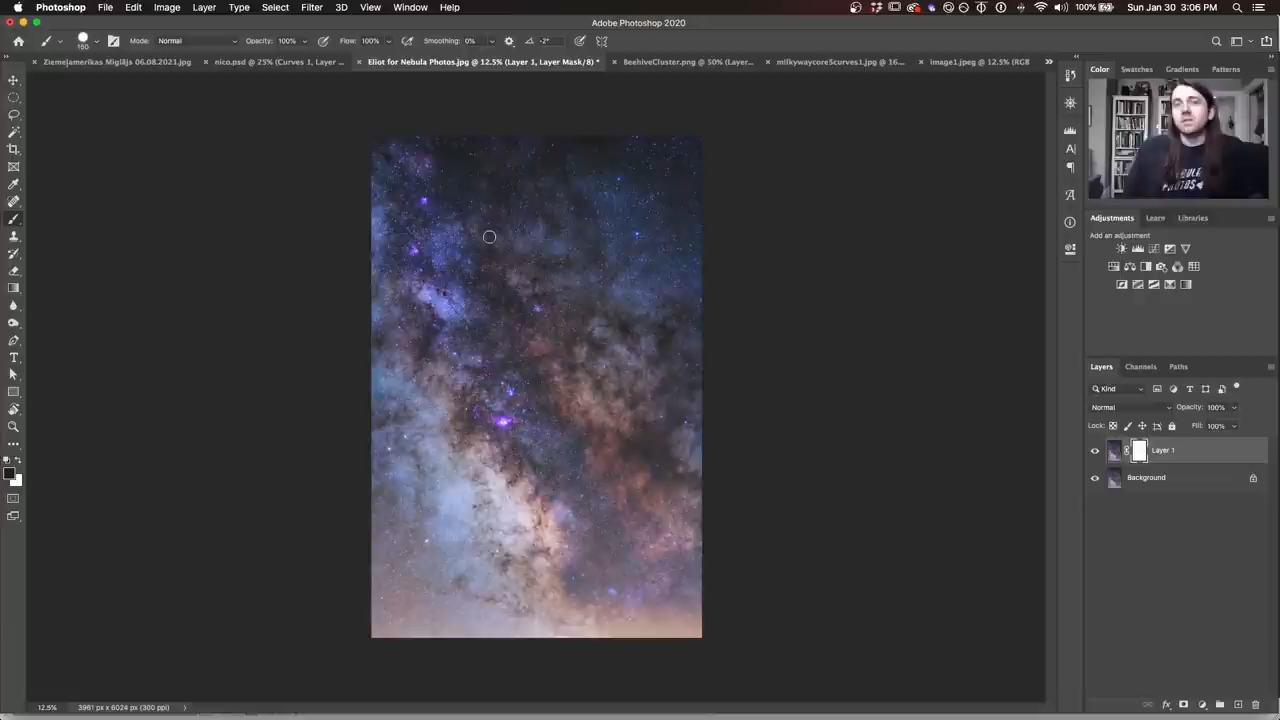 Photoshop File Edit Image Layer Type Select Filter 3D View Window Help 100% Sun Jan 30 3:06 PM
Adobe Photoshop 2020
160 Mode: Normal Opacity: 100% Flow: 100% Smoothing: 0% -2°
Ziemeļamerikas Miglājs 06.08.2021.jpg nico.psd @ 25% (Curves 1, Layer ... Eliot for Nebula Photos.jpg @ 12.5% (Layer 1, Layer Mask/8) * BeehiveCluster.png @ 50% (Layer... milkywaycore5curves1.jpg @ 16.... image1.jpeg @ 12.5% (RGB
Color Swatches Gradients Patterns
NEBULA
PHOTOS
Adjustments Learn Libraries
Add an adjustment
Layers Channels Paths
Kind
Normal Opacity: 100%
Lock: Fill: 100%
Layer 1
Background
12.5% 3961 px x 6024 px (300 ppi)